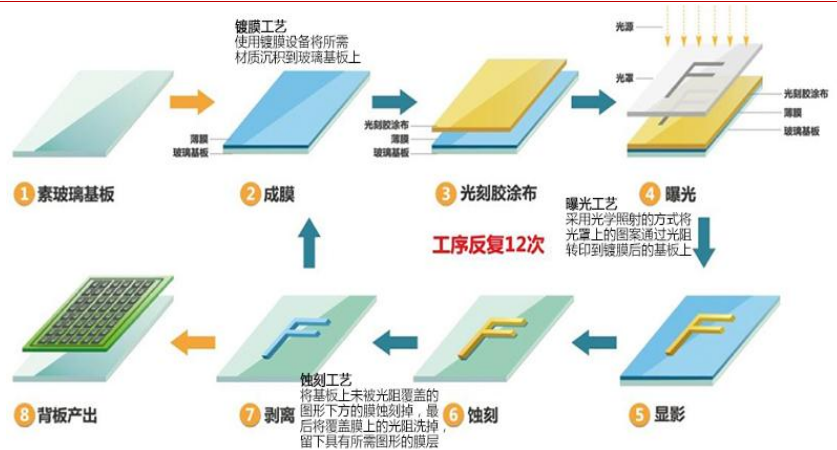 镀膜工艺
使用镀膜设备将所需
材质沉积到玻璃基板上
薄膜
玻璃基板
光刻胶涂布
薄膜
玻璃基板
光源
光罩
光刻胶涂布
薄膜
玻璃基板
1 素玻璃基板
2 成膜
3 光刻胶涂布
4 曝光
曝光工艺
采用光学照射的方式将
光罩上的图案通过光阻
转印到镀膜后的基板上
工序反复12次
8 背板产出
7 剥离
6 蚀刻
5 显影
蚀刻工艺
将基板上未被光阻覆盖的
图形下方的膜蚀刻掉，最
后将覆盖膜上的光阻洗掉，
留下具有所需图形的膜层